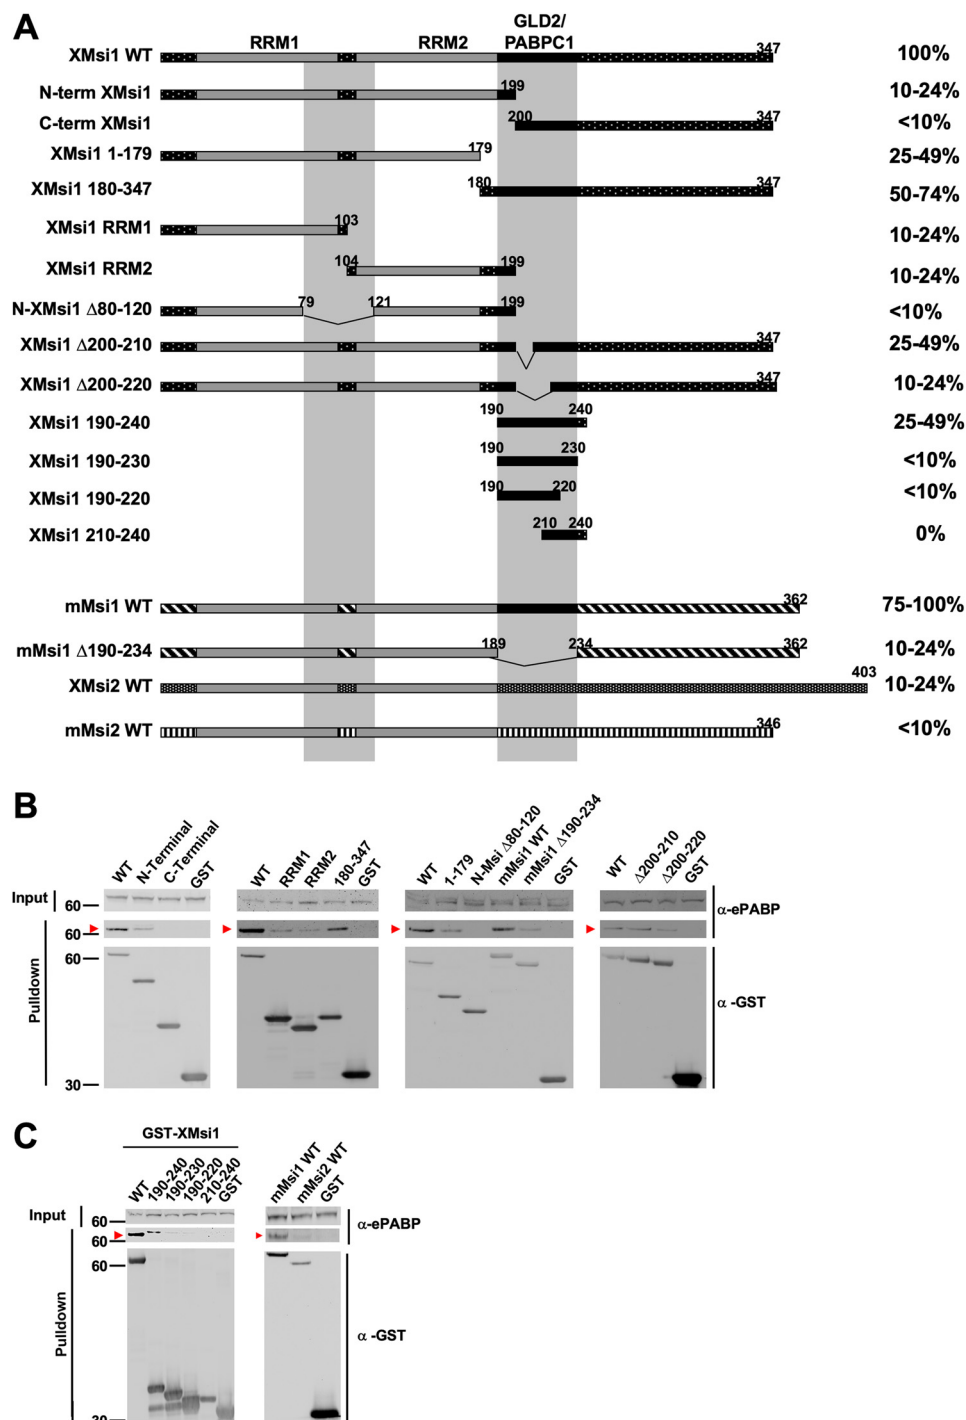 A
RRM1 RRM2 GLD2/
PABPC1
XMsi1 WT 347 100%
N-term XMsi1 199 10-24%
C-term XMsi1 200 347 <10%
XMsi1 1-179 179 25-49%
XMsi1 180-347 180 347 50-74%
XMsi1 RRM1 103 10-24%
XMsi1 RRM2 104 199 10-24%
N-XMsi1 Δ80-120 79 121 199 <10%
XMsi1 Δ200-210 347 25-49%
XMsi1 Δ200-220 347 10-24%
XMsi1 190-240 190 240 25-49%
XMsi1 190-230 190 230 <10%
XMsi1 190-220 190 220 <10%
XMsi1 210-240 210 240 0%
mMsi1 WT 362 75-100%
mMsi1 Δ190-234 189 234 362 10-24%
XMsi2 WT 403 10-24%
mMsi2 WT 346 <10%
B
WT N-Terminal C-Terminal GST WT RRM1 RRM2 180-347 GST WT 1-179 N-Msi Δ80-120 mMsi1 WT mMsi1 Δ190-234 GST WT Δ200-210 Δ200-220 GST
Input
60
α-ePABP
60
Pulldown
60
α -GST
30
C
GST-XMsi1
WT 190-240 190-230 190-220 210-240 GST mMsi1 WT mMsi2 WT GST
Input
60
α-ePABP
60
Pulldown
60
α -GST
30